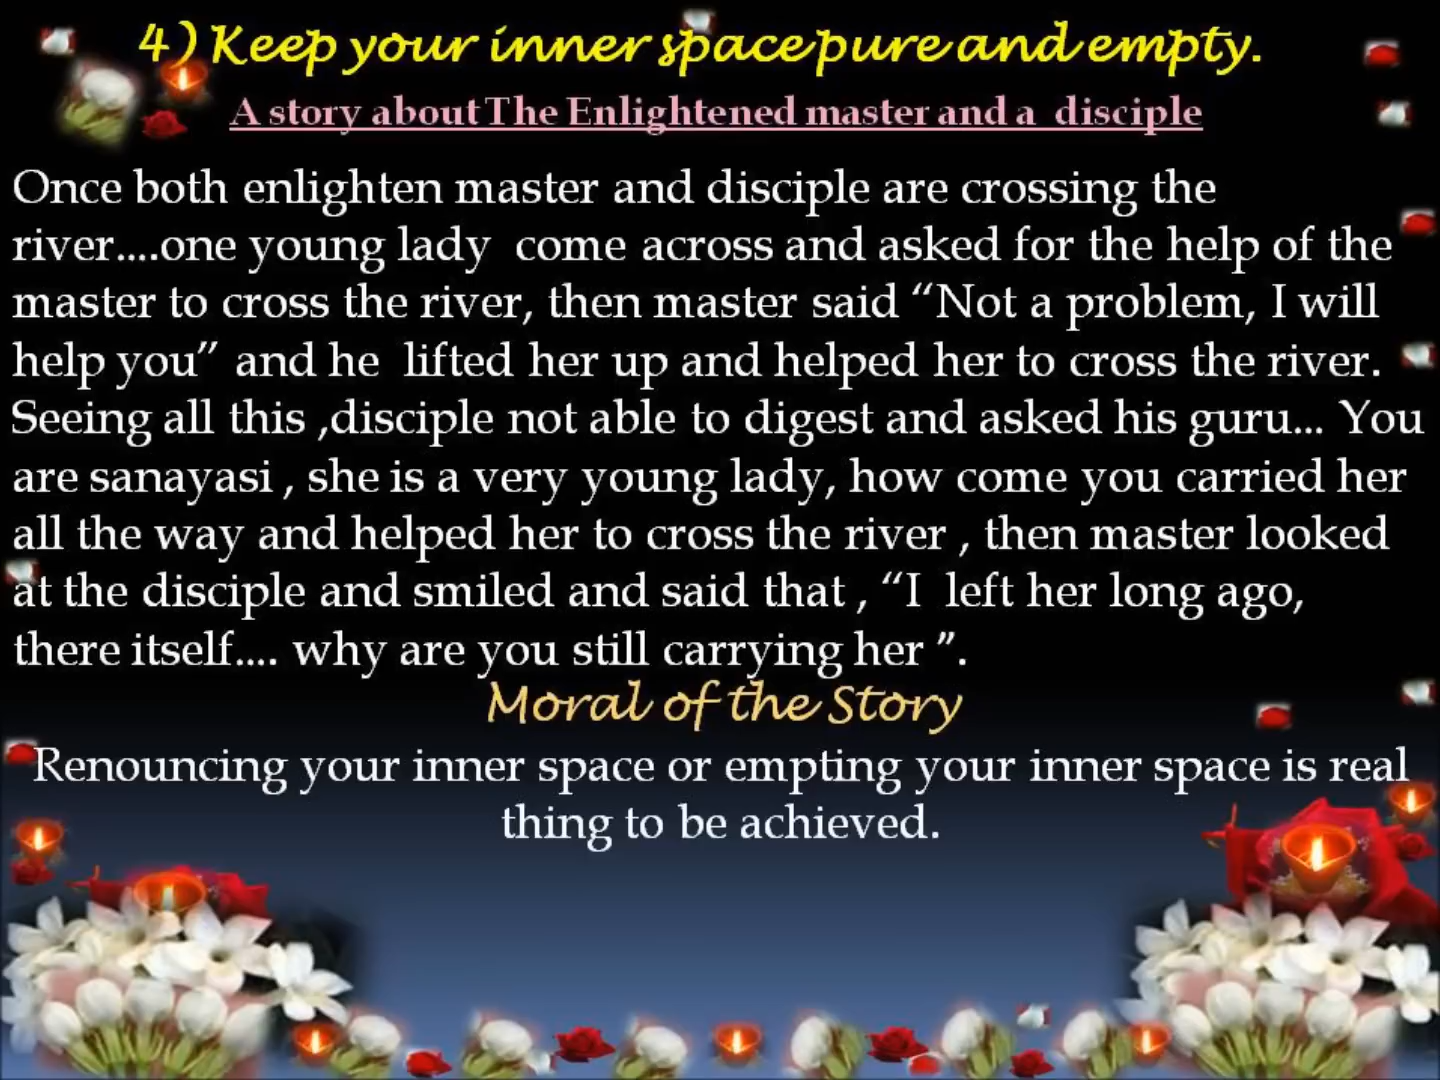 4) Keep your inner space pure and empty.
A story about The Enlightened master and a disciple
Once both enlighten master and disciple are crossing the
river....one young lady come across and asked for the help of the
master to cross the river, then master said “Not a problem, I will
help you” and he lifted her up and helped her to cross the river.
Seeing all this ,disciple not able to digest and asked his guru... You
are sanayasi , she is a very young lady, how come you carried her
all the way and helped her to cross the river , then master looked
at the disciple and smiled and said that , “I left her long ago,
there itself.... why are you still carrying her ”.
Moral of the Story
Renouncing your inner space or empting your inner space is real
thing to be achieved.